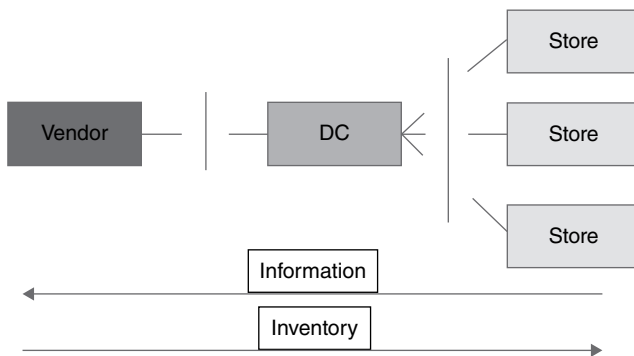 Store
Vendor
DC
Store
Store
Information
Inventory